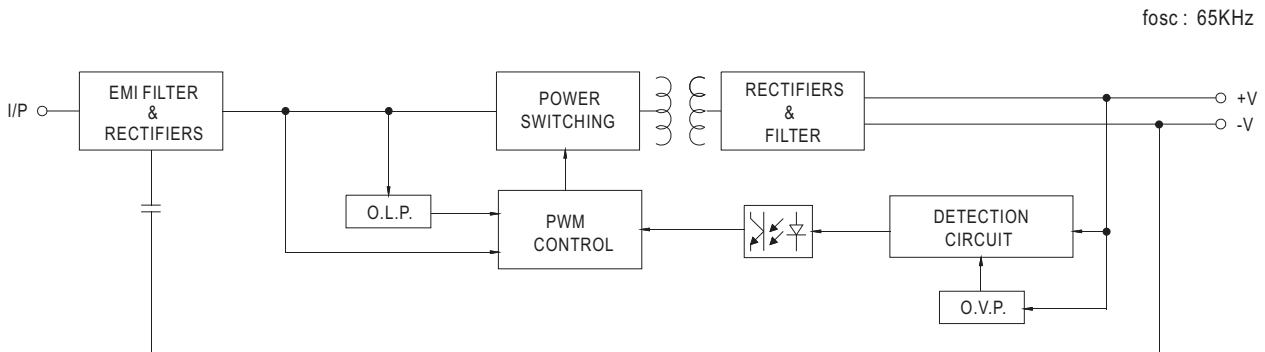 fosc : 65KHz
I/P
EMI FILTER
&
RECTIFIERS
POWER
SWITCHING
RECTIFIERS
&
FILTER
+V
-V
O.L.P.
PWM
CONTROL
DETECTION
CIRCUIT
O.V.P.